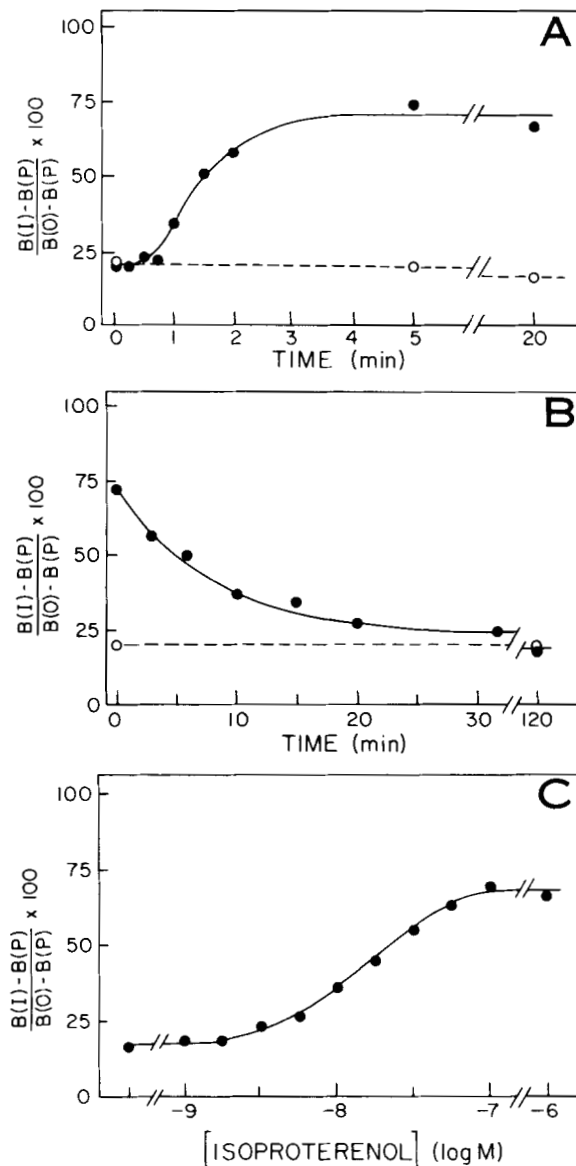 A
100
75
50
25
0
B(I)-B(P)
B(O)-B(P) x 100
0 1 2 3 4 5 20
TIME (min)
B
100
75
50
25
0
B(I)-B(P)
B(O)-B(P) x 100
0 10 20 30 120
TIME (min)
C
100
75
50
25
0
B(I)-B(P)
B(O)-B(P) x 100
-9 -8 -7 -6
[ISOPROTERENOL] (log M)